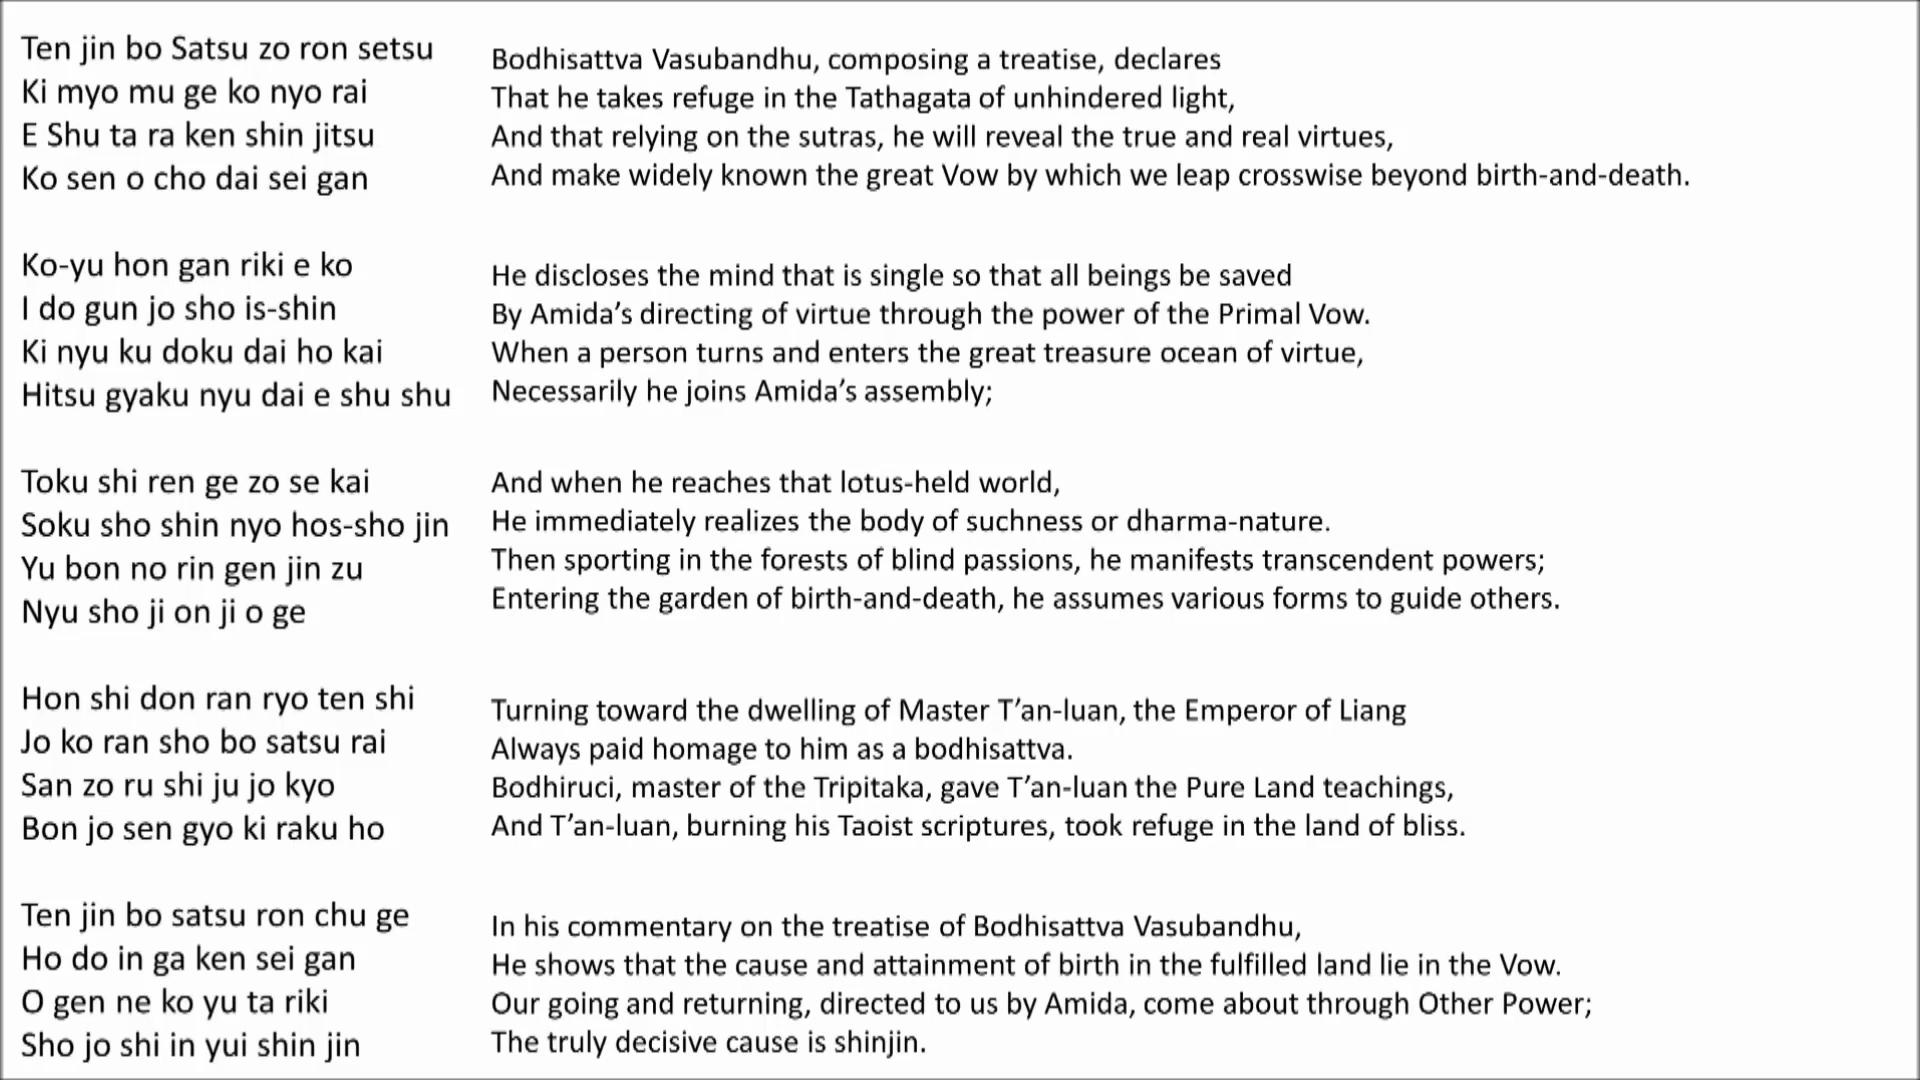 Ten jin bo Satsu zo ron setsu
Ki myo mu ge ko nyo rai
E Shu ta ra ken shin jitsu
Ko sen o cho dai sei gan
Bodhisattva Vasubandhu, composing a treatise, declares
That he takes refuge in the Tathagata of unhindered light,
And that relying on the sutras, he will reveal the true and real virtues,
And make widely known the great Vow by which we leap crosswise beyond birth-and-death.
Ko-yu hon gan riki e ko
I do gun jo sho is-shin
Ki nyu ku doku dai ho kai
Hitsu gyaku nyu dai e shu shu
He discloses the mind that is single so that all beings be saved
By Amida’s directing of virtue through the power of the Primal Vow.
When a person turns and enters the great treasure ocean of virtue,
Necessarily he joins Amida’s assembly;
Toku shi ren ge zo se kai
Soku sho shin nyo hos-sho jin
Yu bon no rin gen jin zu
Nyu sho ji on ji o ge
And when he reaches that lotus-held world,
He immediately realizes the body of suchness or dharma-nature.
Then sporting in the forests of blind passions, he manifests transcendent powers;
Entering the garden of birth-and-death, he assumes various forms to guide others.
Hon shi don ran ryo ten shi
Jo ko ran sho bo satsu rai
San zo ru shi ju jo kyo
Bon jo sen gyo ki raku ho
Turning toward the dwelling of Master T’an-luan, the Emperor of Liang
Always paid homage to him as a bodhisattva.
Bodhiruci, master of the Tripitaka, gave T’an-luan the Pure Land teachings,
And T’an-luan, burning his Taoist scriptures, took refuge in the land of bliss.
Ten jin bo satsu ron chu ge
Ho do in ga ken sei gan
O gen ne ko yu ta riki
Sho jo shi in yui shin jin
In his commentary on the treatise of Bodhisattva Vasubandhu,
He shows that the cause and attainment of birth in the fulfilled land lie in the Vow.
Our going and returning, directed to us by Amida, come about through Other Power;
The truly decisive cause is shinjin.